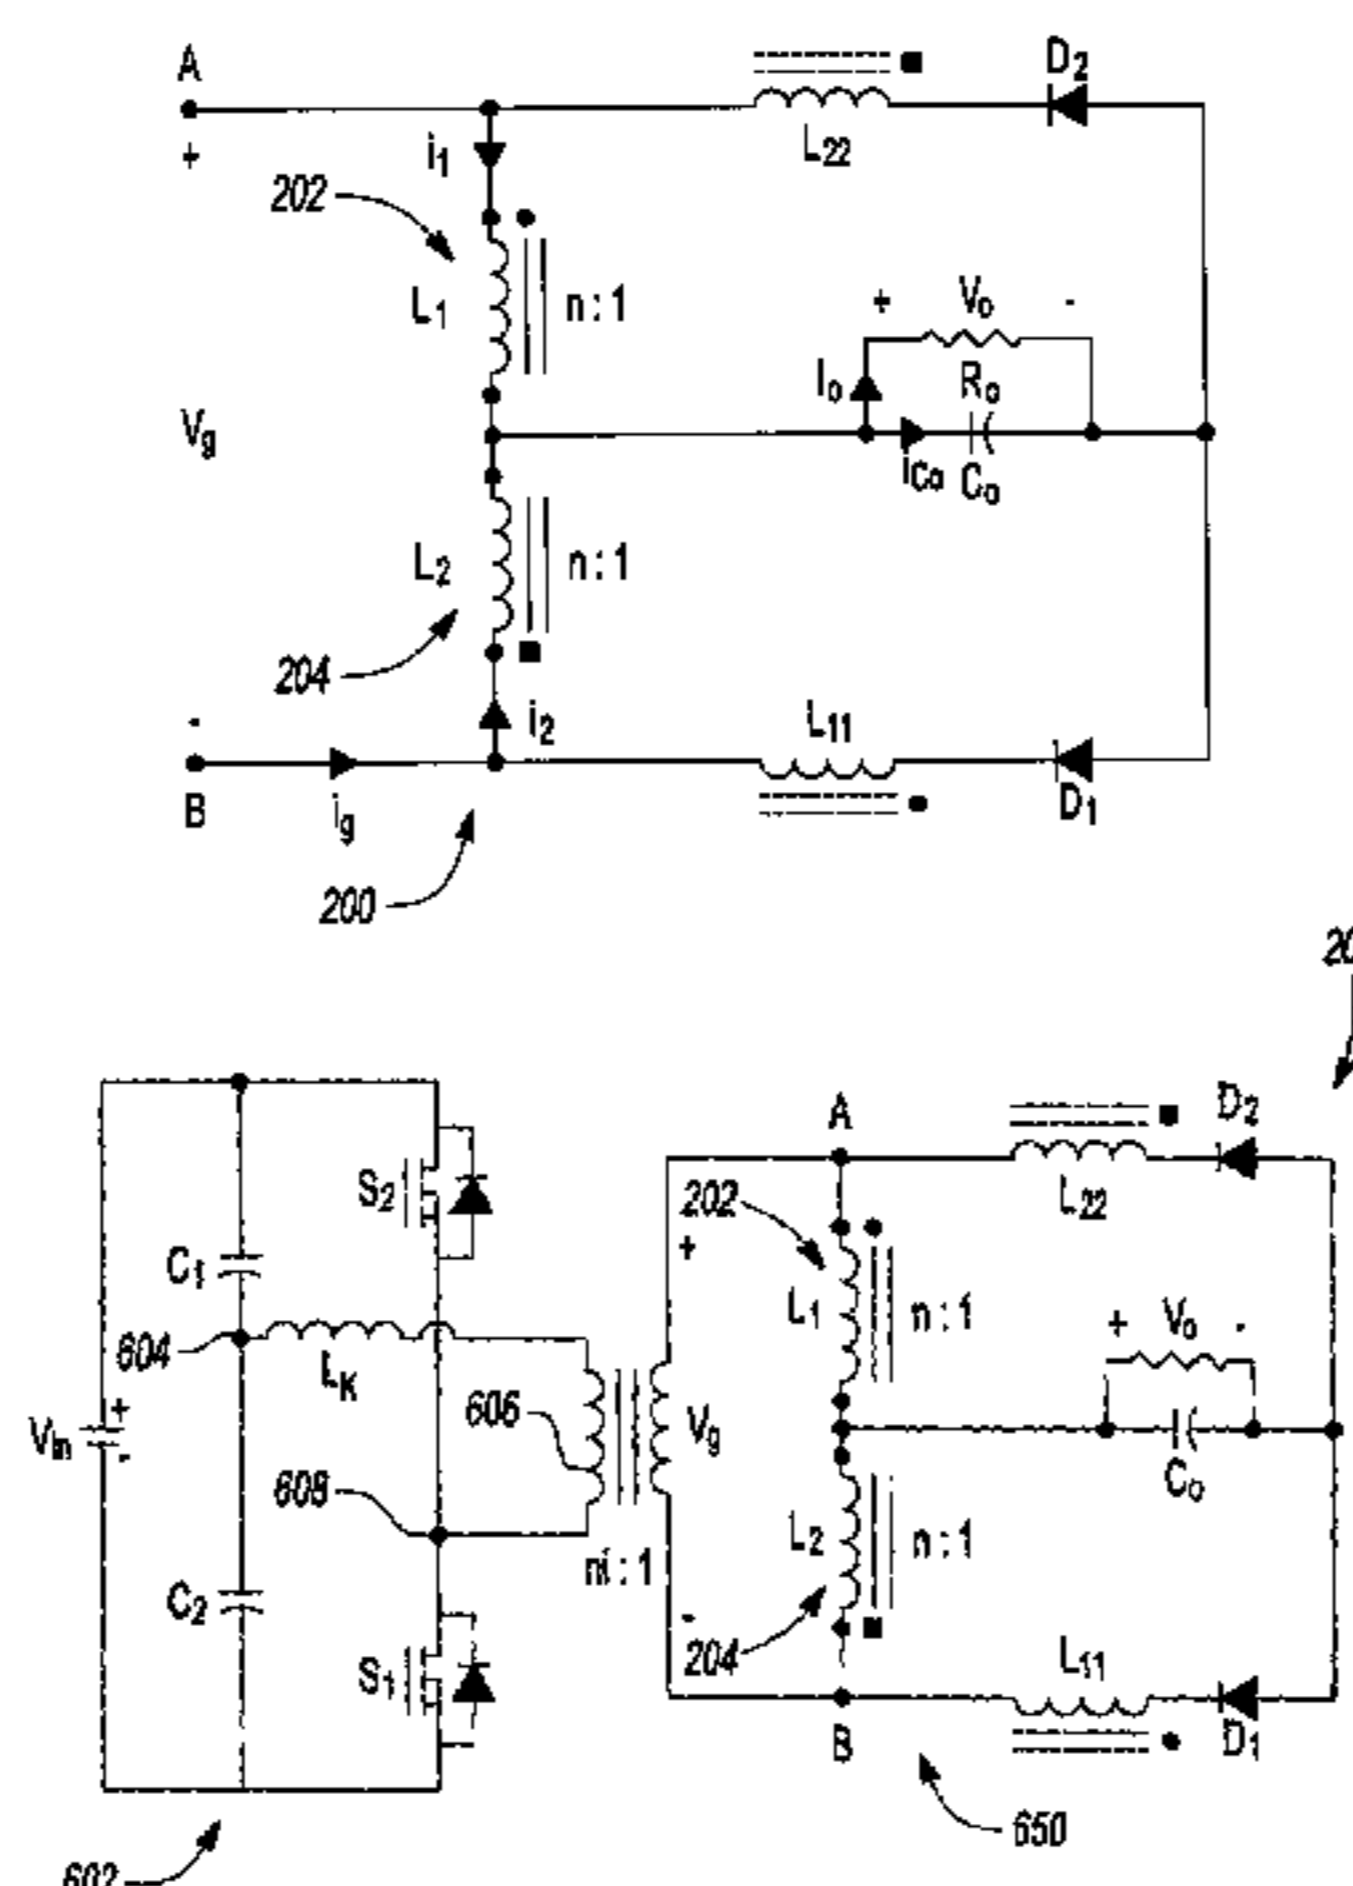 A
D2
+
i1
L22
202
L1
n : 1
+ Vo -
Io
Ro
Vg
iCo
Co
L2
n : 1
204
-
i2
L11
B
ig
D1
200
A
D2
S2
202
L22
+
C1
L1
n : 1
+ Vo -
604
LK
606
Vin
+
-
Vg
Co
608
L2
n : 1
ni : 1
C2
-
204
L11
S1
B
D1
650
602